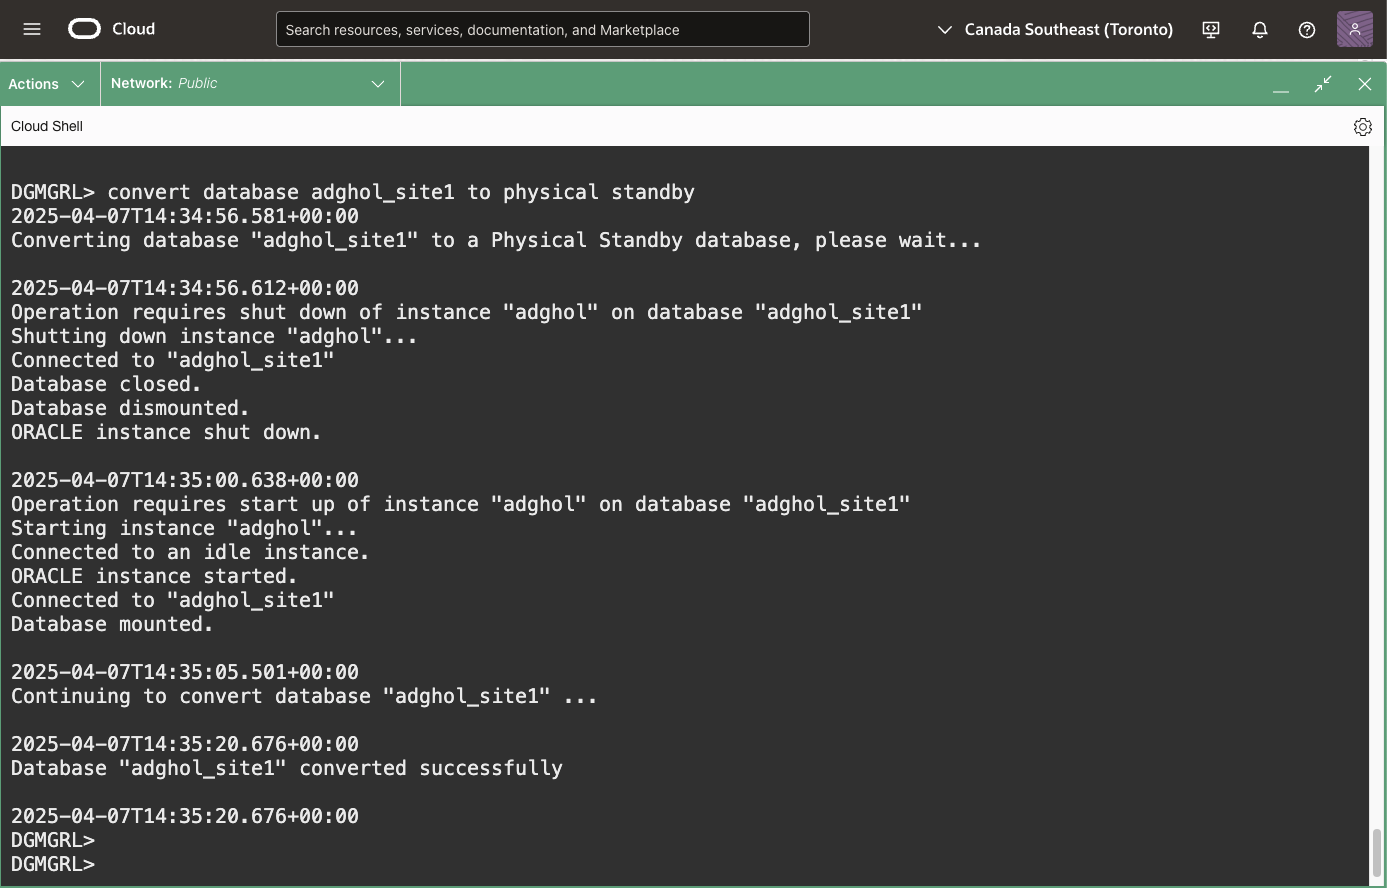 Cloud
Search resources, services, documentation, and Marketplace
Canada Southeast (Toronto)
Actions
Network: Public
Cloud Shell
DGMGRL> convert database adghol_site1 to physical standby
2025-04-07T14:34:56.581+00:00
Converting database "adghol_site1" to a Physical Standby database, please wait...
2025-04-07T14:34:56.612+00:00
Operation requires shut down of instance "adghol" on database "adghol_site1"
Shutting down instance "adghol"...
Connected to "adghol_site1"
Database closed.
Database dismounted.
ORACLE instance shut down.
2025-04-07T14:35:00.638+00:00
Operation requires start up of instance "adghol" on database "adghol_site1"
Starting instance "adghol"...
Connected to an idle instance.
ORACLE instance started.
Connected to "adghol_site1"
Database mounted.
2025-04-07T14:35:05.501+00:00
Continuing to convert database "adghol_site1" ...
2025-04-07T14:35:20.676+00:00
Database "adghol_site1" converted successfully
2025-04-07T14:35:20.676+00:00
DGMGRL>
DGMGRL>